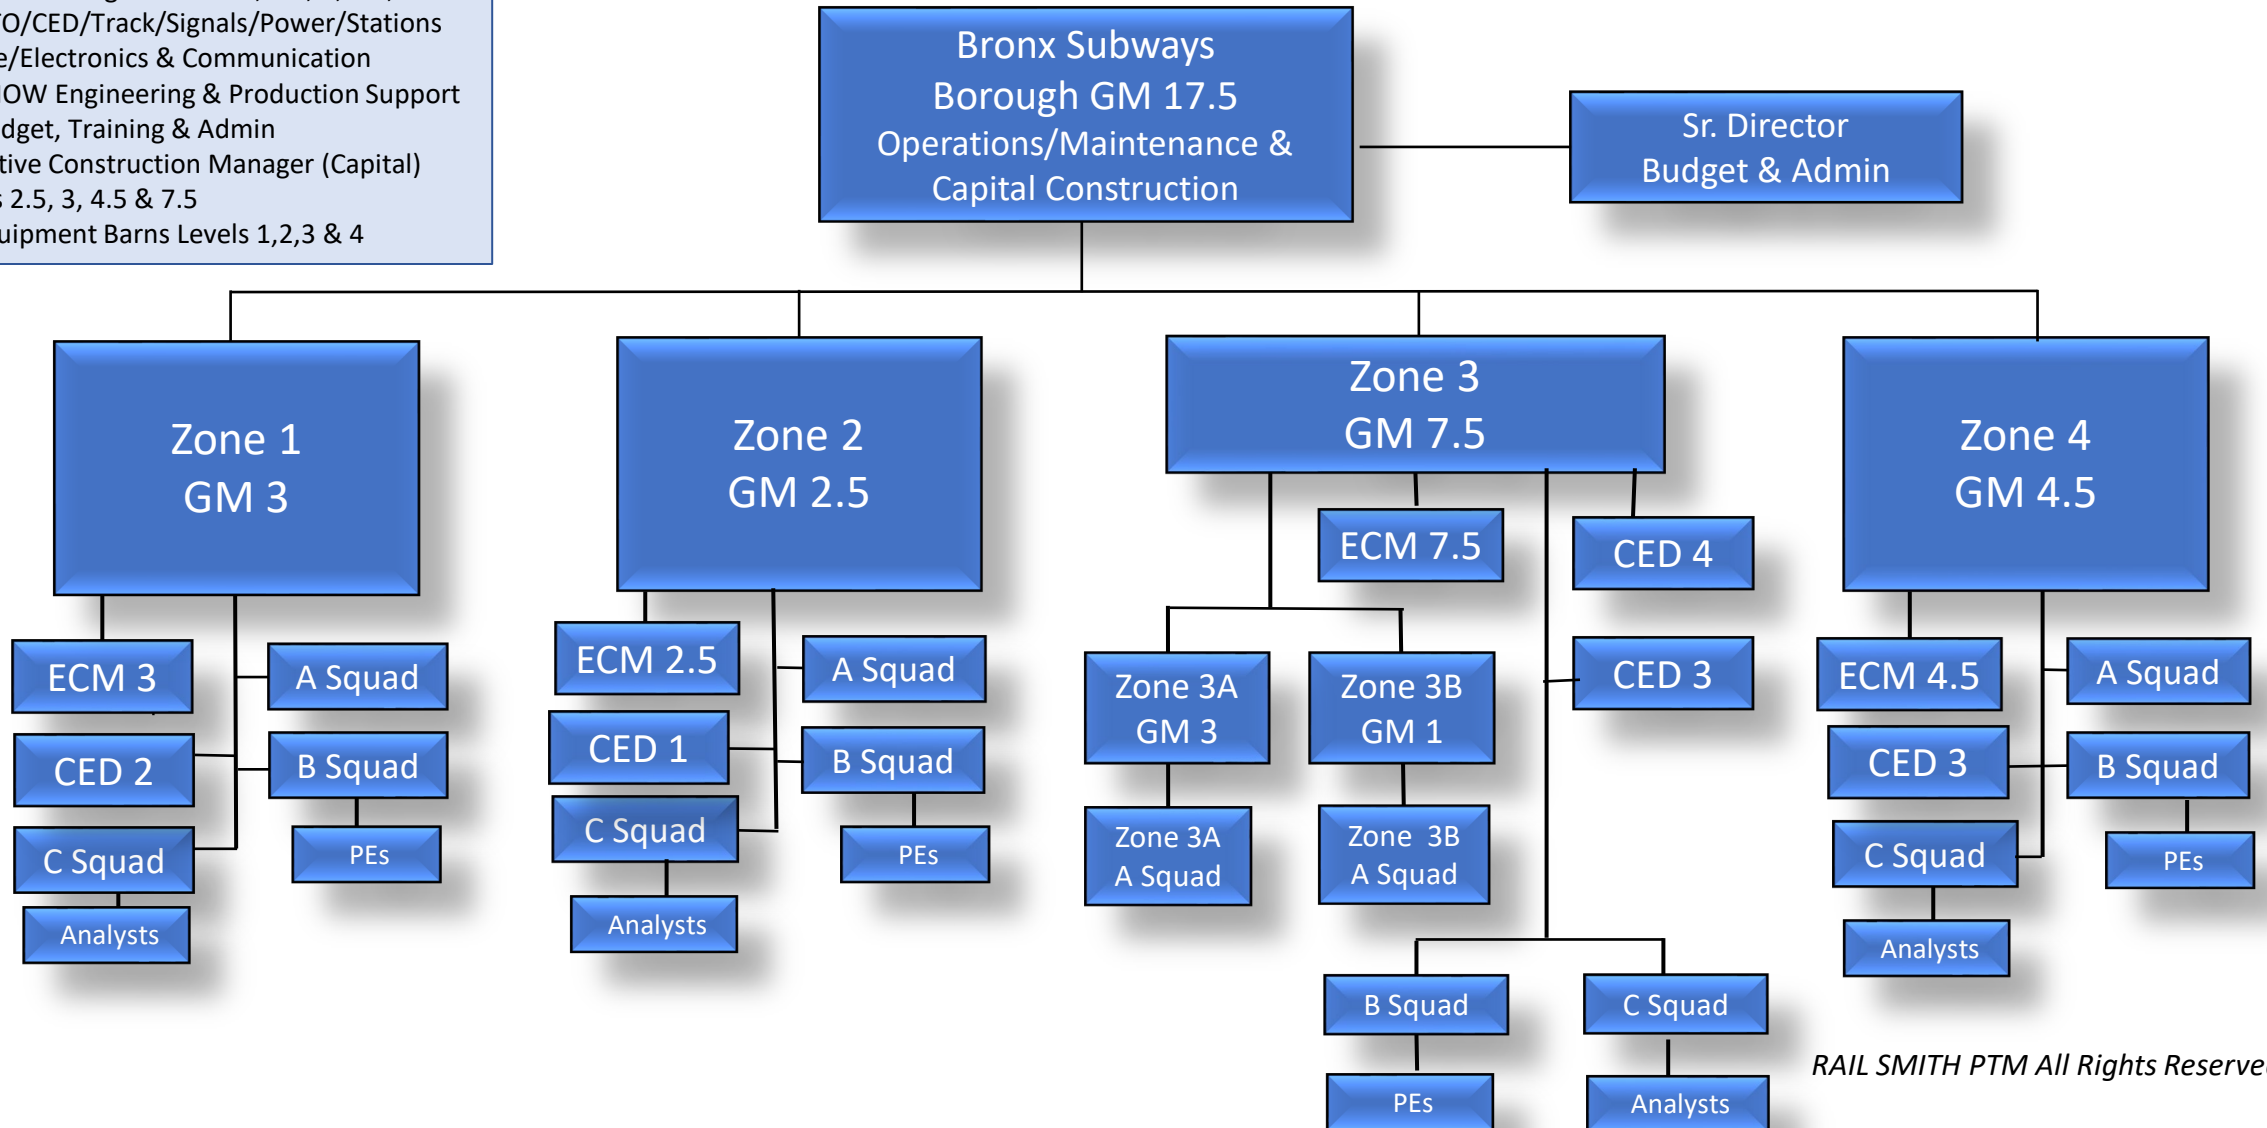 TO/CED/Track/Signals/Power/Stations
e/Electronics & Communication
OW Engineering & Production Support
dget, Training & Admin
tive Construction Manager (Capital)
s 2.5, 3, 4.5 & 7.5
uipment Barns Levels 1,2,3 & 4
Bronx Subways
Borough GM 17.5
Operations/Maintenance &
Capital Construction
Sr. Director
Budget & Admin
Zone 1
GM 3
Zone 2
GM 2.5
Zone 3
GM 7.5
Zone 4
GM 4.5
ECM 3
A Squad
CED 2
B Squad
C Squad
PEs
Analysts
ECM 2.5
A Squad
CED 1
B Squad
C Squad
PEs
Analysts
ECM 7.5
CED 4
CED 3
Zone 3A
GM 3
Zone 3B
GM 1
Zone 3A
A Squad
Zone 3B
A Squad
B Squad
C Squad
PEs
Analysts
ECM 4.5
A Squad
CED 3
B Squad
C Squad
PEs
Analysts
RAIL SMITH PTM All Rights Reserve